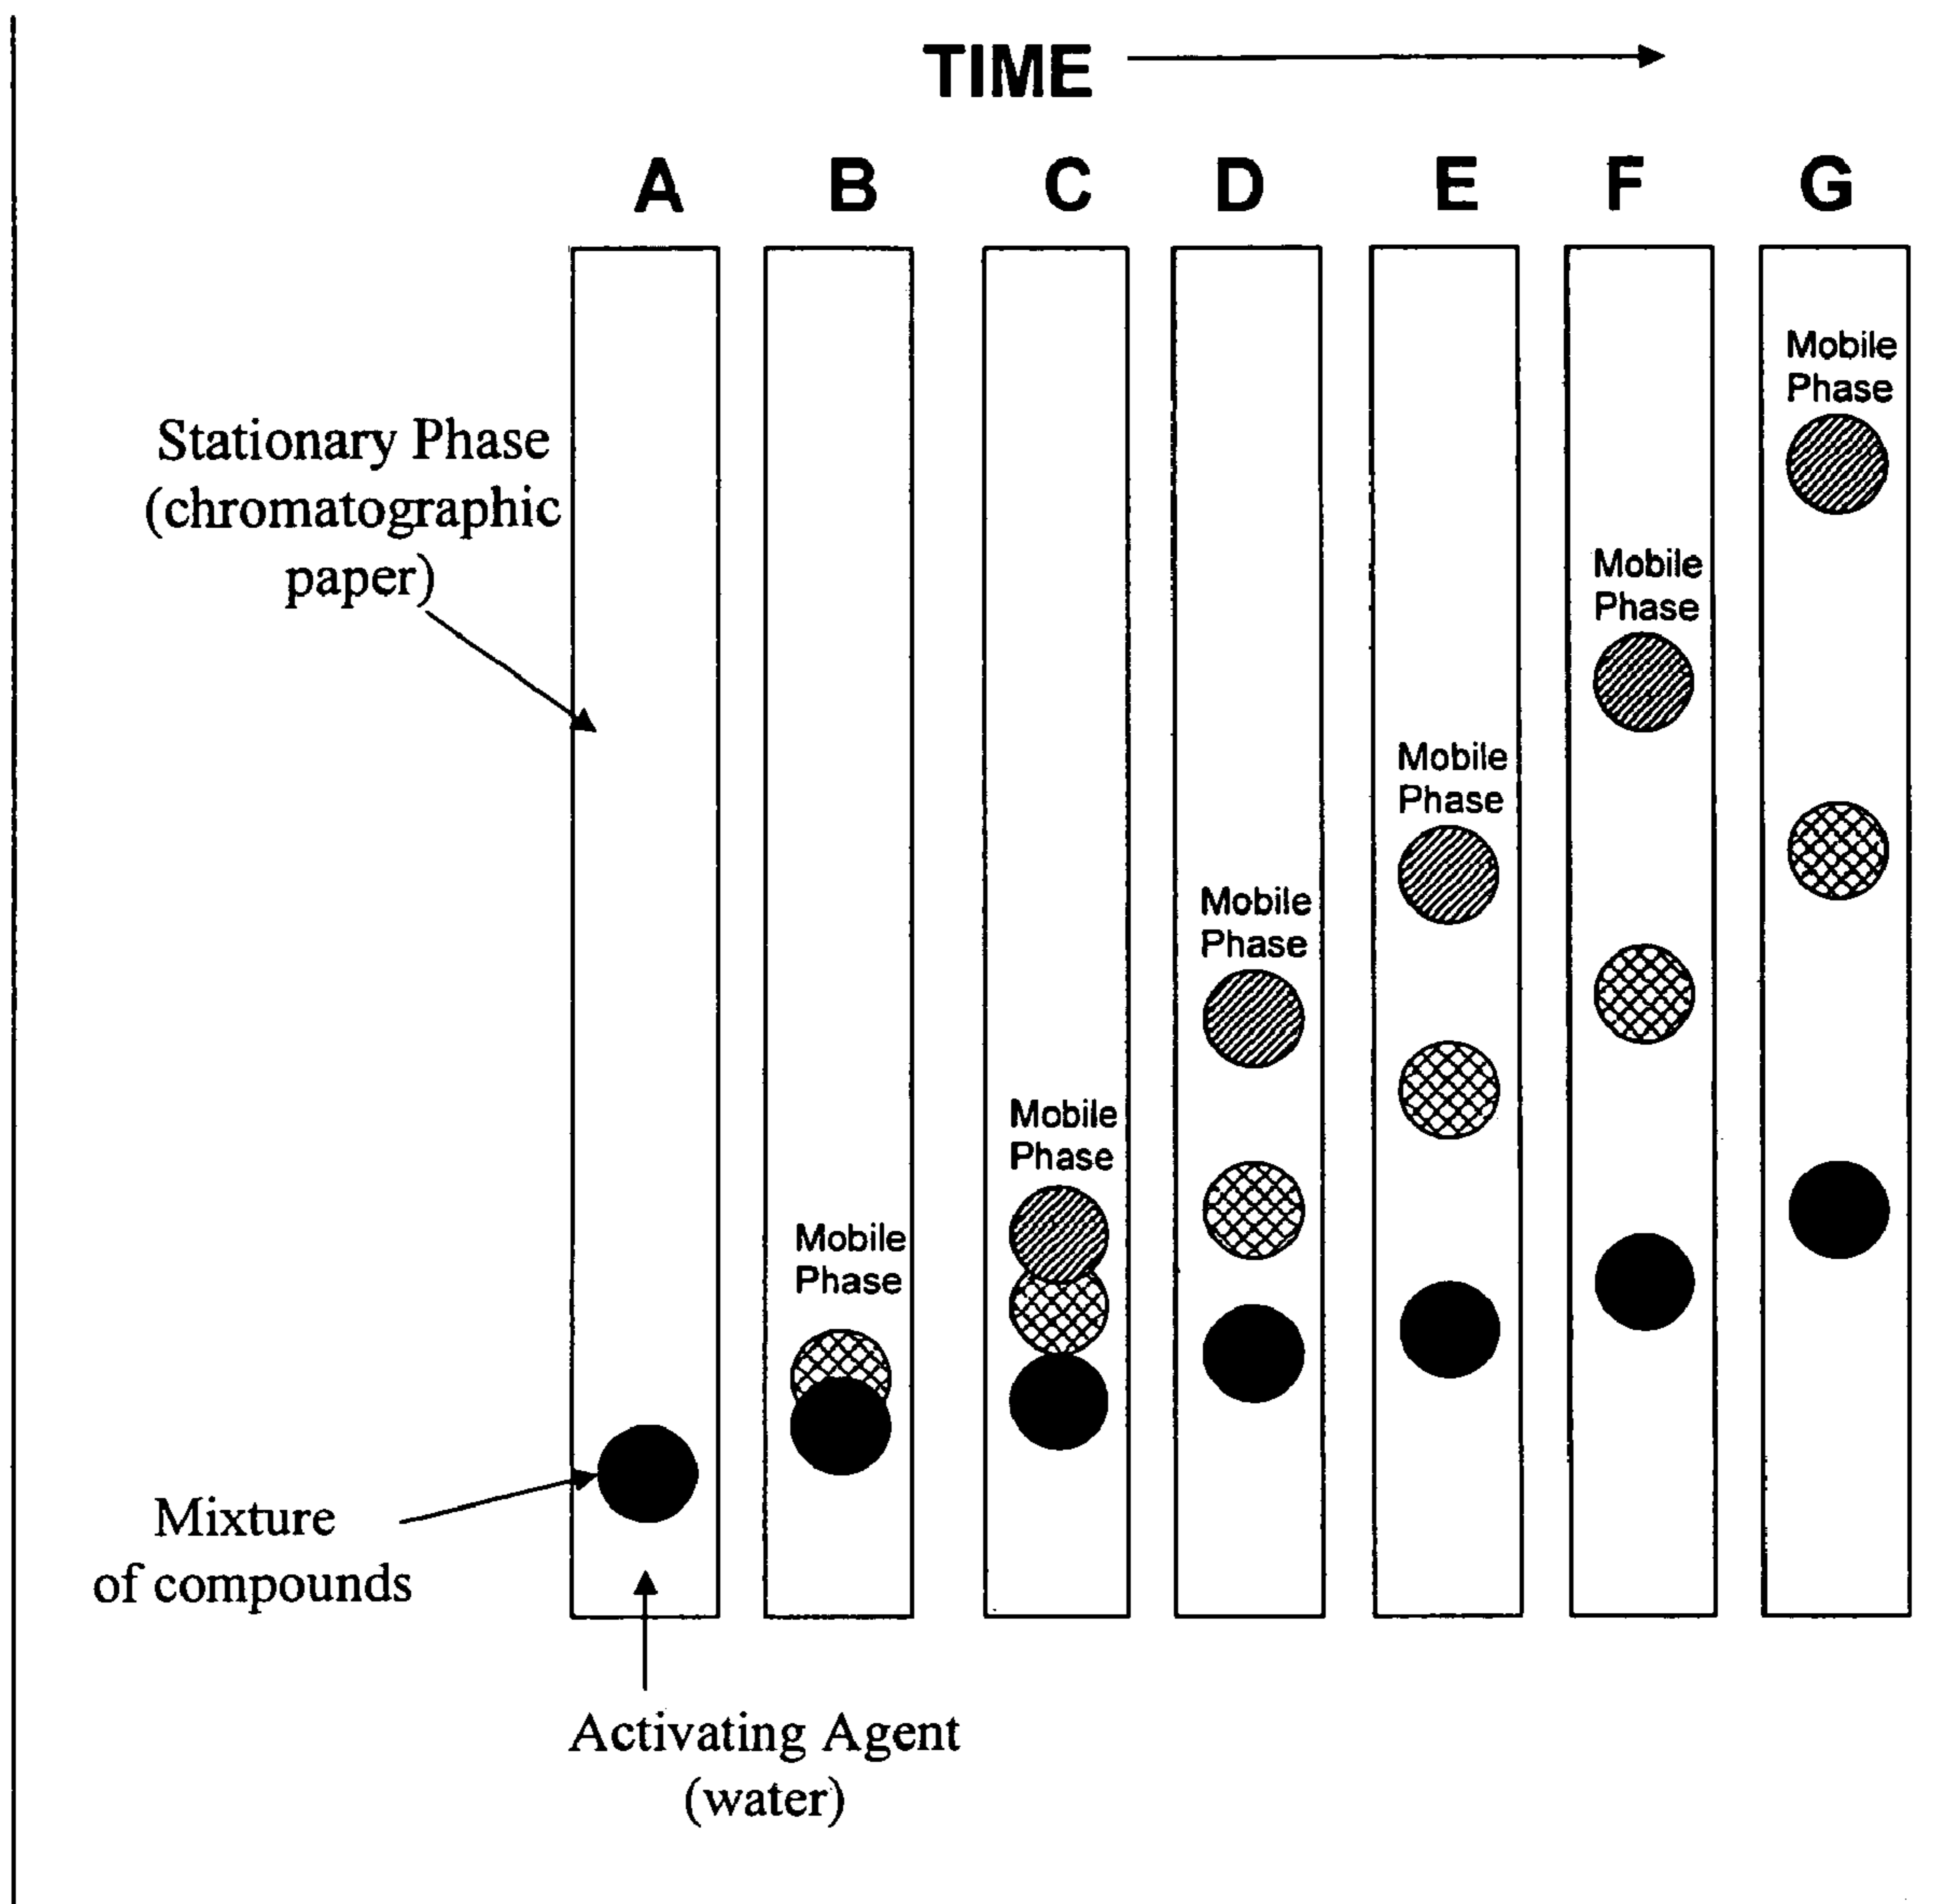 TIME
A B C D E F G
Stationary Phase
(chromatographic
paper)
Mobile
Phase
Mobile
Phase
Mobile
Phase
Mobile
Phase
Mobile
Phase
Mobile
Phase
Mixture
of compounds
Activating Agent
(water)